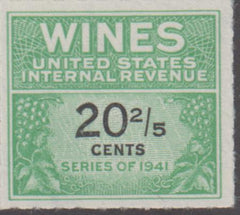 WINES
UNITED STATES
INTERNAL REVENUE
20 2/5
CENTS
SERIES OF 1941